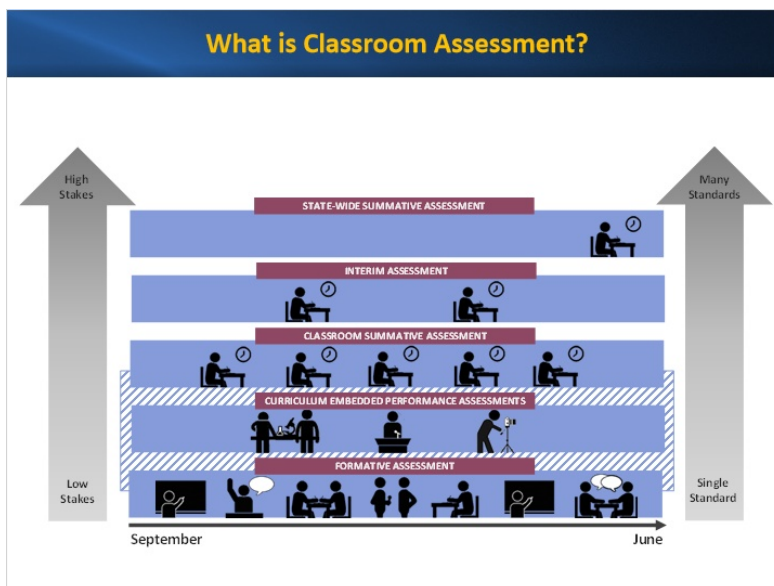 What is Classroom Assessment?
High
Stakes
Many
Standards
STATE-WIDE SUMMATIVE ASSESSMENT
INTERIM ASSESSMENT
CLASSROOM SUMMATIVE ASSESSMENT
CURRICULUM EMBEDDED PERFORMANCE ASSESSMENTS
FORMATIVE ASSESSMENT
Low
Stakes
Single
Standard
September
June